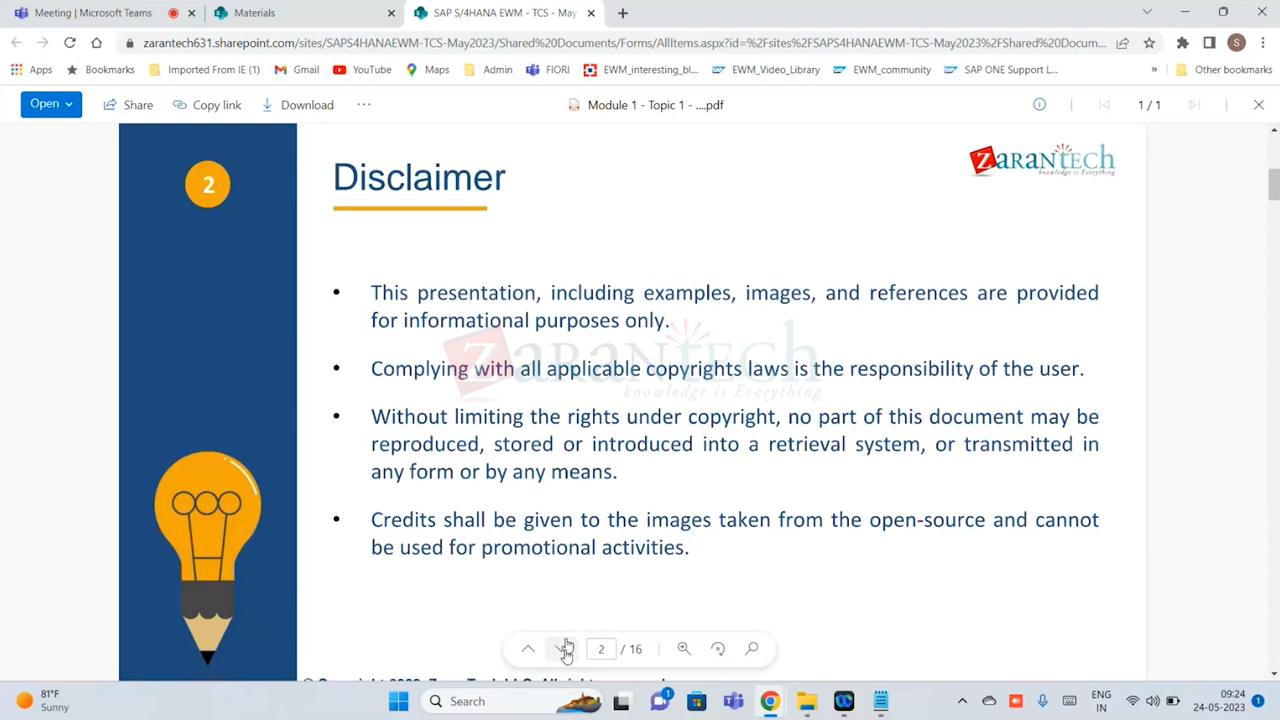 Meeting | Microsoft Teams
Materials
SAP S/4HANA EWM - TCS - May
zarantech631.sharepoint.com/sites/SAPS4HANAEWM-TCS-May2023/Shared%20Documents/Forms/AllItems.aspx?id=%2Fsites%2FSAPS4HANAEWM-TCS-May2023%2FShared%20Docum...
S
Apps
Bookmarks
Imported From IE (1)
Gmail
YouTube
Maps
Admin
FIORI
EWM_interesting_bl...
EWM_Video_Library
EWM_community
SAP ONE Support L...
»
Other bookmarks
Open
Share
Copy link
Download
Module 1 - Topic 1 - ....pdf
1 / 1
2
Disclaimer
ZARANTECH
knowledge is Everything
• This presentation, including examples, images, and references are provided
for informational purposes only.
• Complying with all applicable copyrights laws is the responsibility of the user.
• Without limiting the rights under copyright, no part of this document may be
reproduced, stored or introduced into a retrieval system, or transmitted in
any form or by any means.
• Credits shall be given to the images taken from the open-source and cannot
be used for promotional activities.
ZARANTECH
knowledge is Everything
2 / 16
81°F
Sunny
Search
1
ENG
IN
09:24
24-05-2023
1